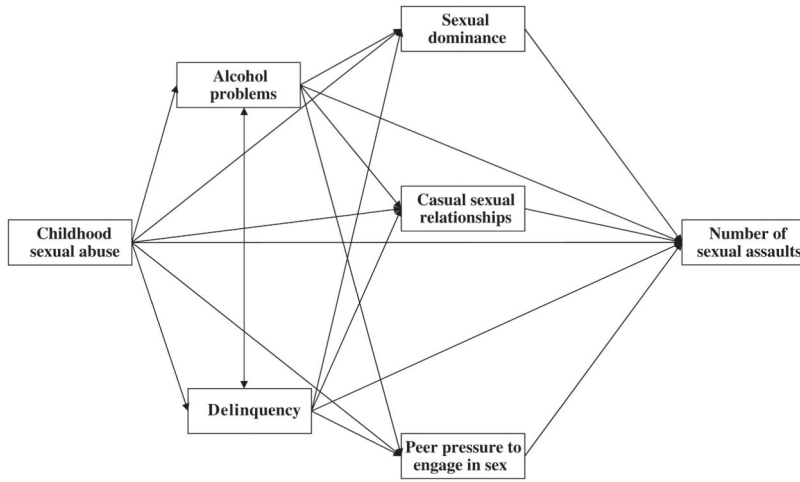 Sexual
dominance
Alcohol
problems
Casual sexual
relationships
Childhood
sexual abuse
Number of
sexual assaults
Delinquency
Peer pressure to
engage in sex